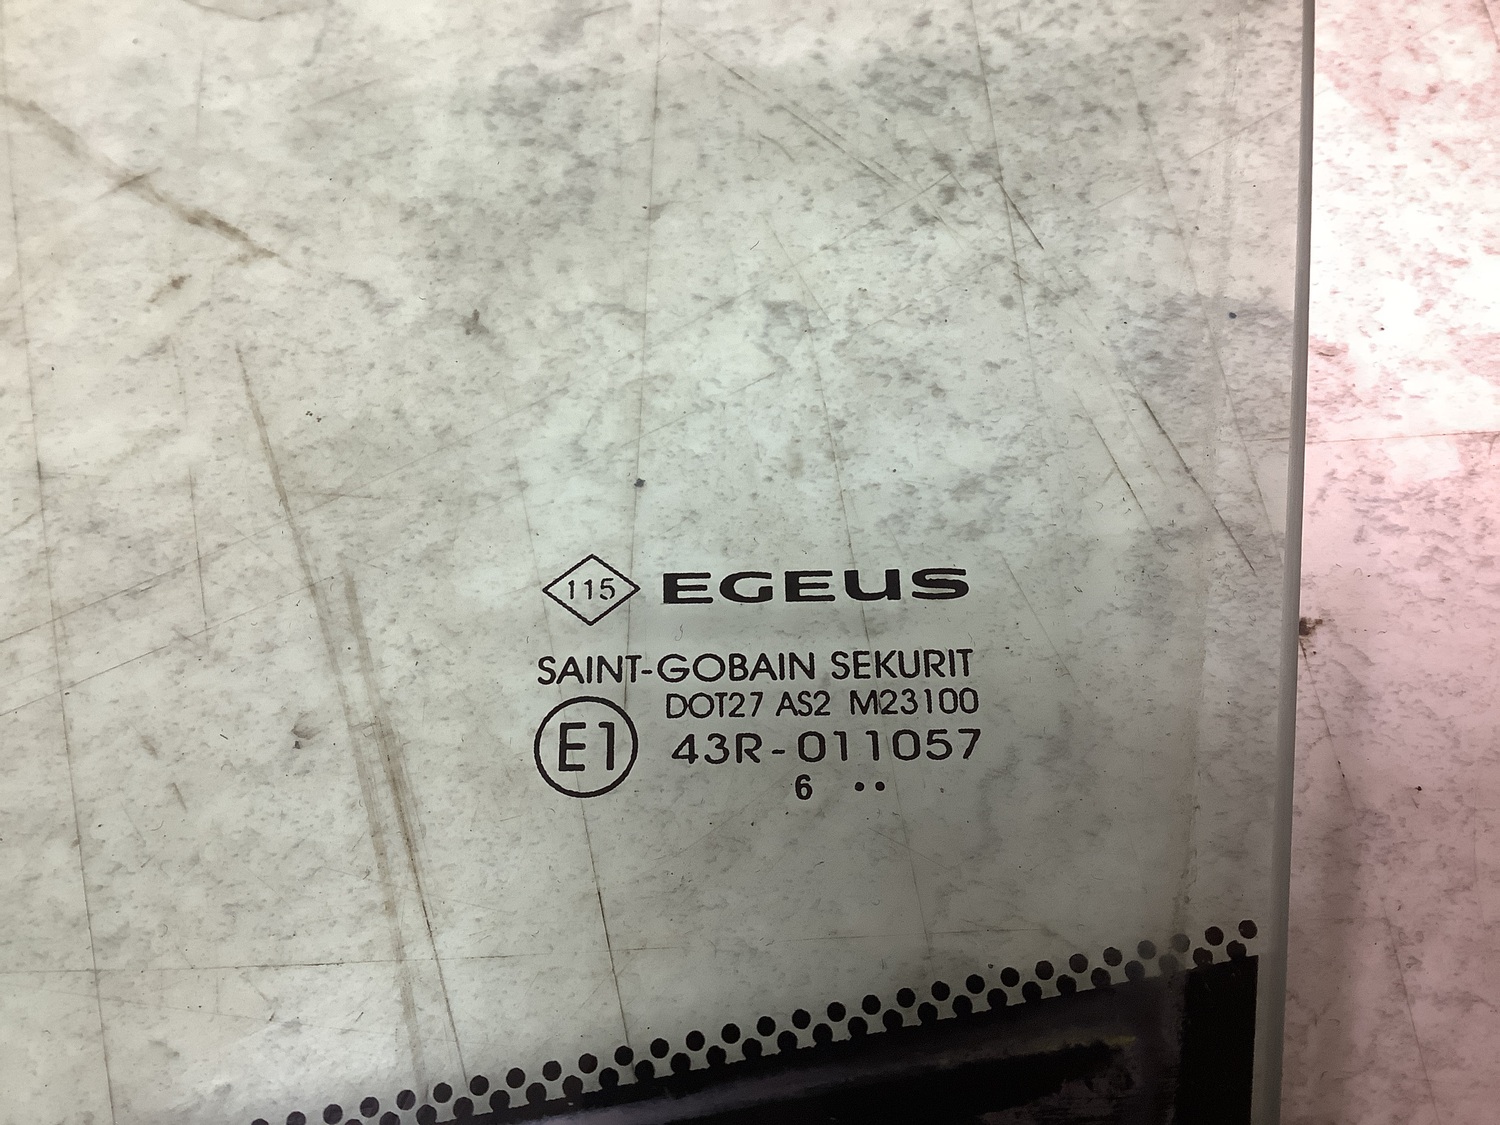 115 EGEUS
SAINT-GOBAIN SEKURIT
DOT27 AS2 M23100
E1 43R-011057
6 ••